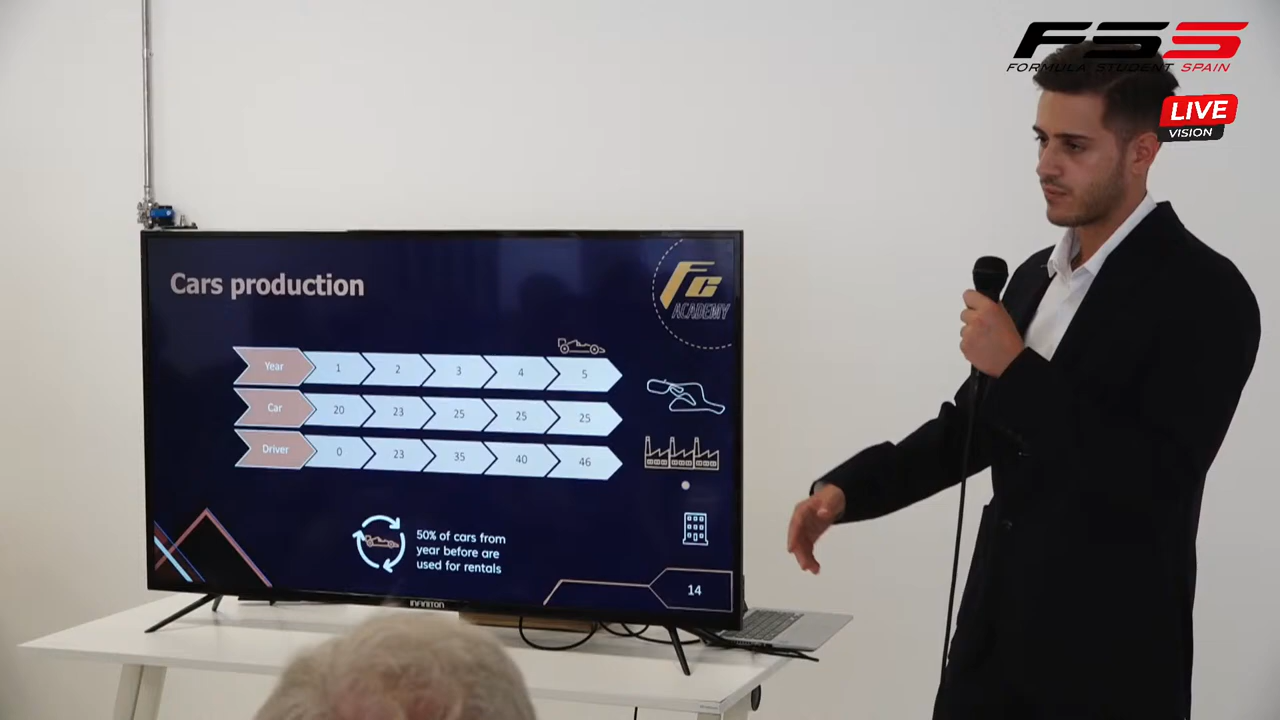 FSS
FORMULA STUDENT SPAIN
LIVE
VISION
Cars production
FC
ACADEMY
Year 1 2 3 4 5
Car 20 23 25 25 25
Driver 0 23 35 40 46
50% of cars from
year before are
used for rentals
14
INFINITON